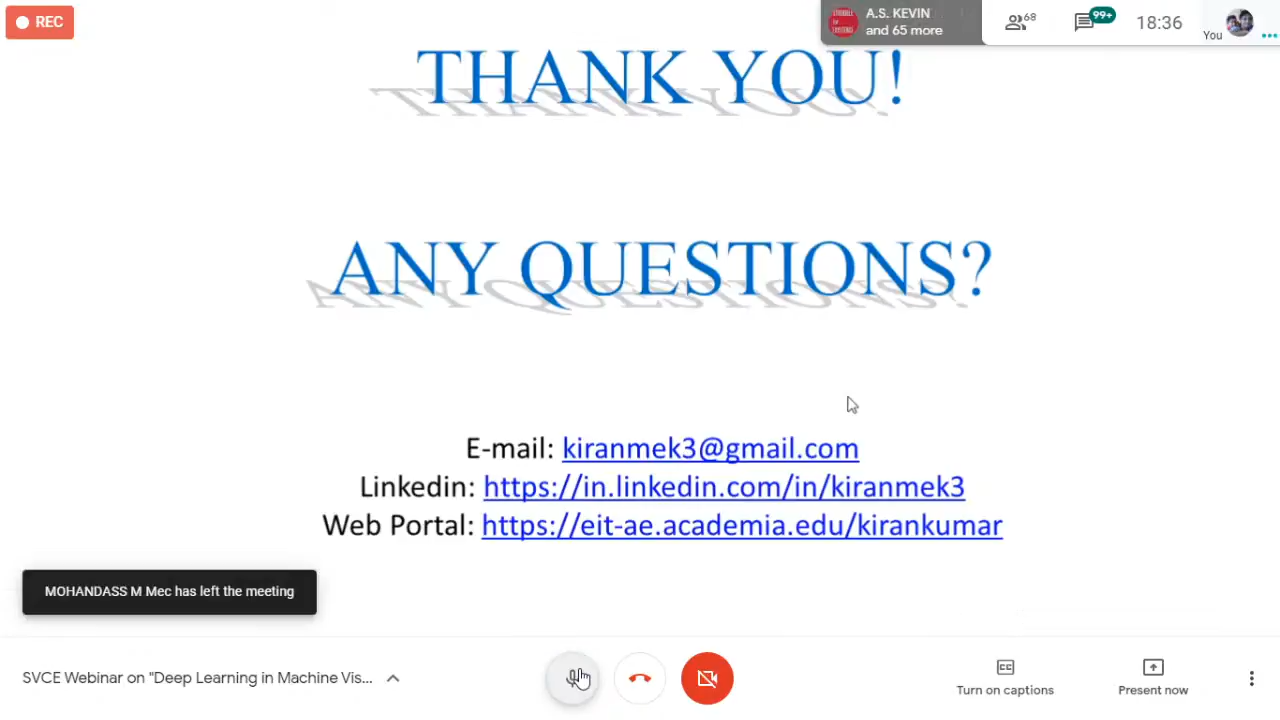 REC
A.S. KEVIN
and 65 more
68
99+
18:36
You
THANK YOU!
ANY QUESTIONS?
E-mail: kiranmek3@gmail.com
Linkedin: https://in.linkedin.com/in/kiranmek3
Web Portal: https://eit-ae.academia.edu/kirankumar
MOHANDASS M Mec has left the meeting
SVCE Webinar on "Deep Learning in Machine Vis...
CC
Turn on captions
Present now